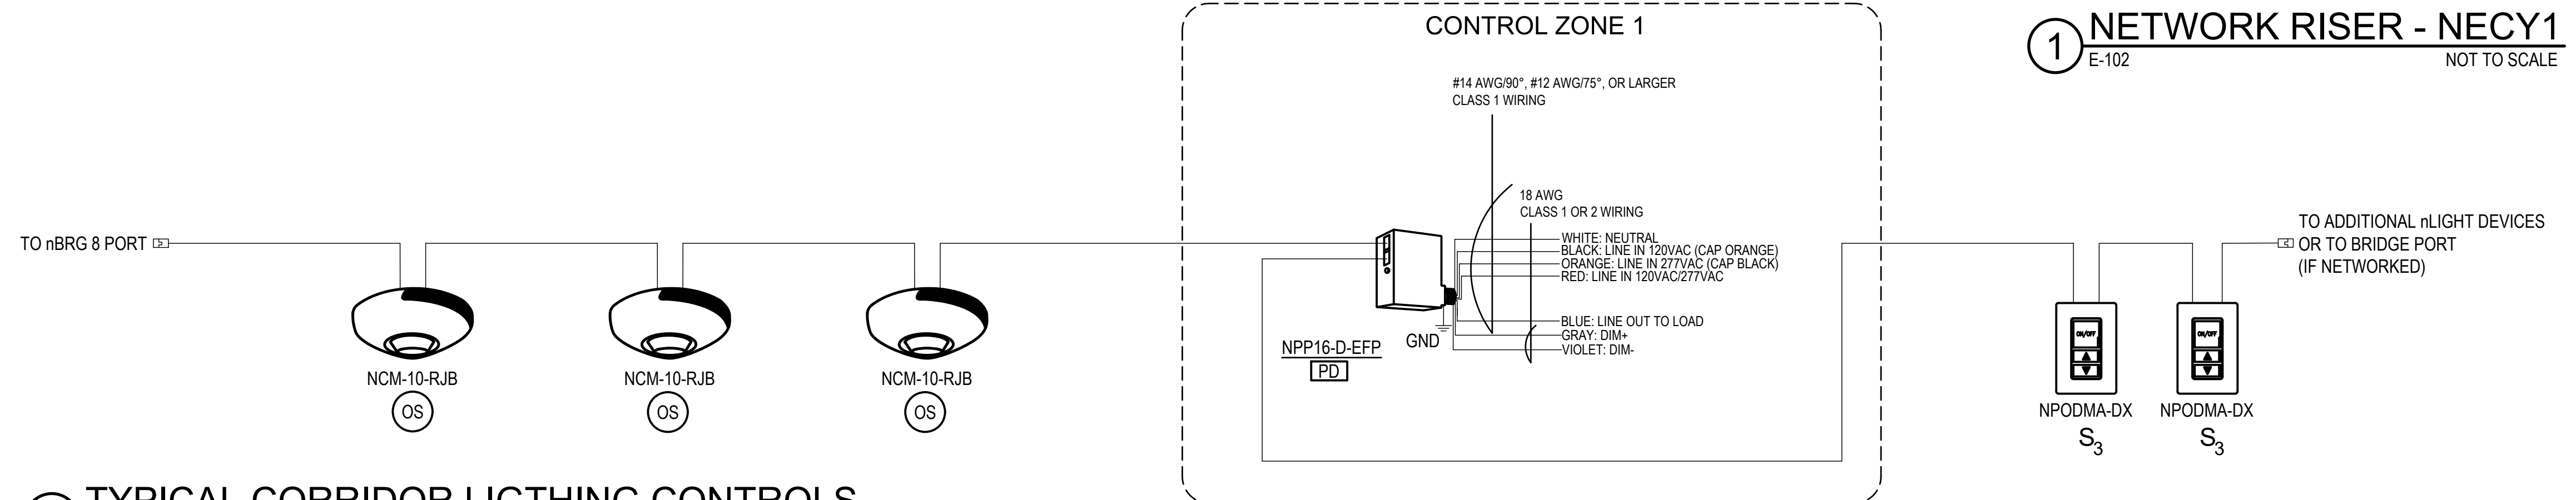 CONTROL ZONE 1
1
NETWORK RISER - NECY1
E-102
NOT TO SCALE
#14 AWG/90°, #12 AWG/75°, OR LARGER
CLASS 1 WIRING
18 AWG
CLASS 1 OR 2 WIRING
TO nBRG 8 PORT
WHITE: NEUTRAL
BLACK: LINE IN 120VAC (CAP ORANGE)
ORANGE: LINE IN 277VAC (CAP BLACK)
RED: LINE IN 120VAC/277VAC
BLUE: LINE OUT TO LOAD
GRAY: DIM+
VIOLET: DIM-
GND
NPP16-D-EFP
PD
TO ADDITIONAL nLIGHT DEVICES
OR TO BRIDGE PORT
(IF NETWORKED)
ON/OFF
ON/OFF
NCM-10-RJB
OS
NCM-10-RJB
OS
NCM-10-RJB
OS
NPODMA-DX
S3
NPODMA-DX
S3
TYPICAL CORRIDOR LIGTHING CONTROLS